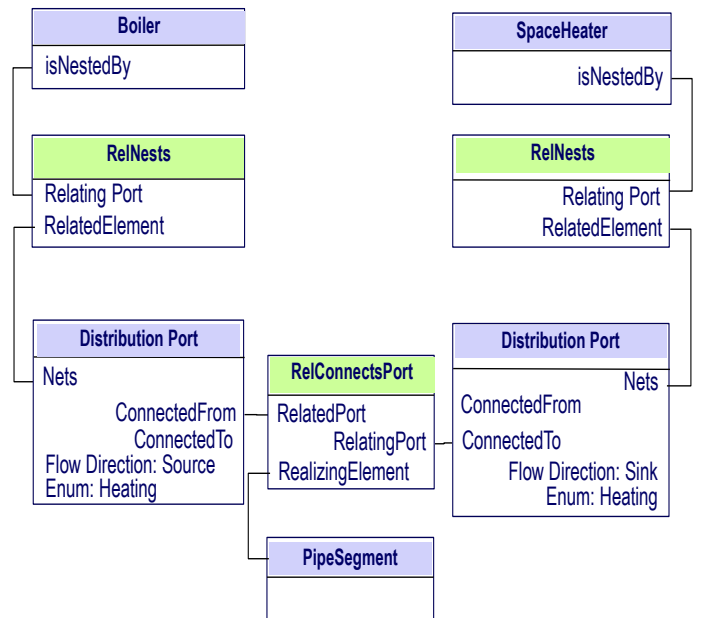 Boiler
isNestedBy
SpaceHeater
isNestedBy
RelNests
Relating Port
RelatedElement
RelNests
Relating Port
RelatedElement
Distribution Port
Nets
ConnectedFrom
ConnectedTo
Flow Direction: Source
Enum: Heating
RelConnectsPort
RelatedPort
RelatingPort
RealizingElement
Distribution Port
Nets
ConnectedFrom
ConnectedTo
Flow Direction: Sink
Enum: Heating
PipeSegment